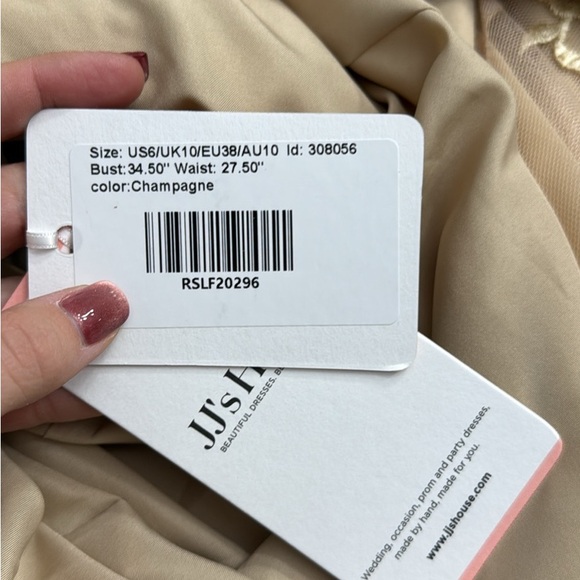 Size: US6/UK10/EU38/AU10 Id: 308056
Bust:34.50" Waist: 27.50"
color:Champagne
RSLF20296
JJ's H
BEAUTIFUL DRESSES.
Wedding, occasion, prom and party dresses,
made by hand, made for you.
www.jjshouse.com